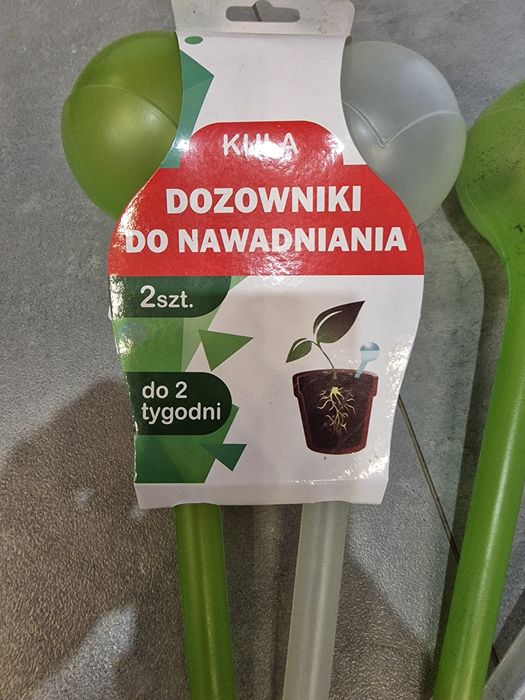 KULA
DOZOWNIKI
DO NAWADNIANIA
2szt.
do 2
tygodni